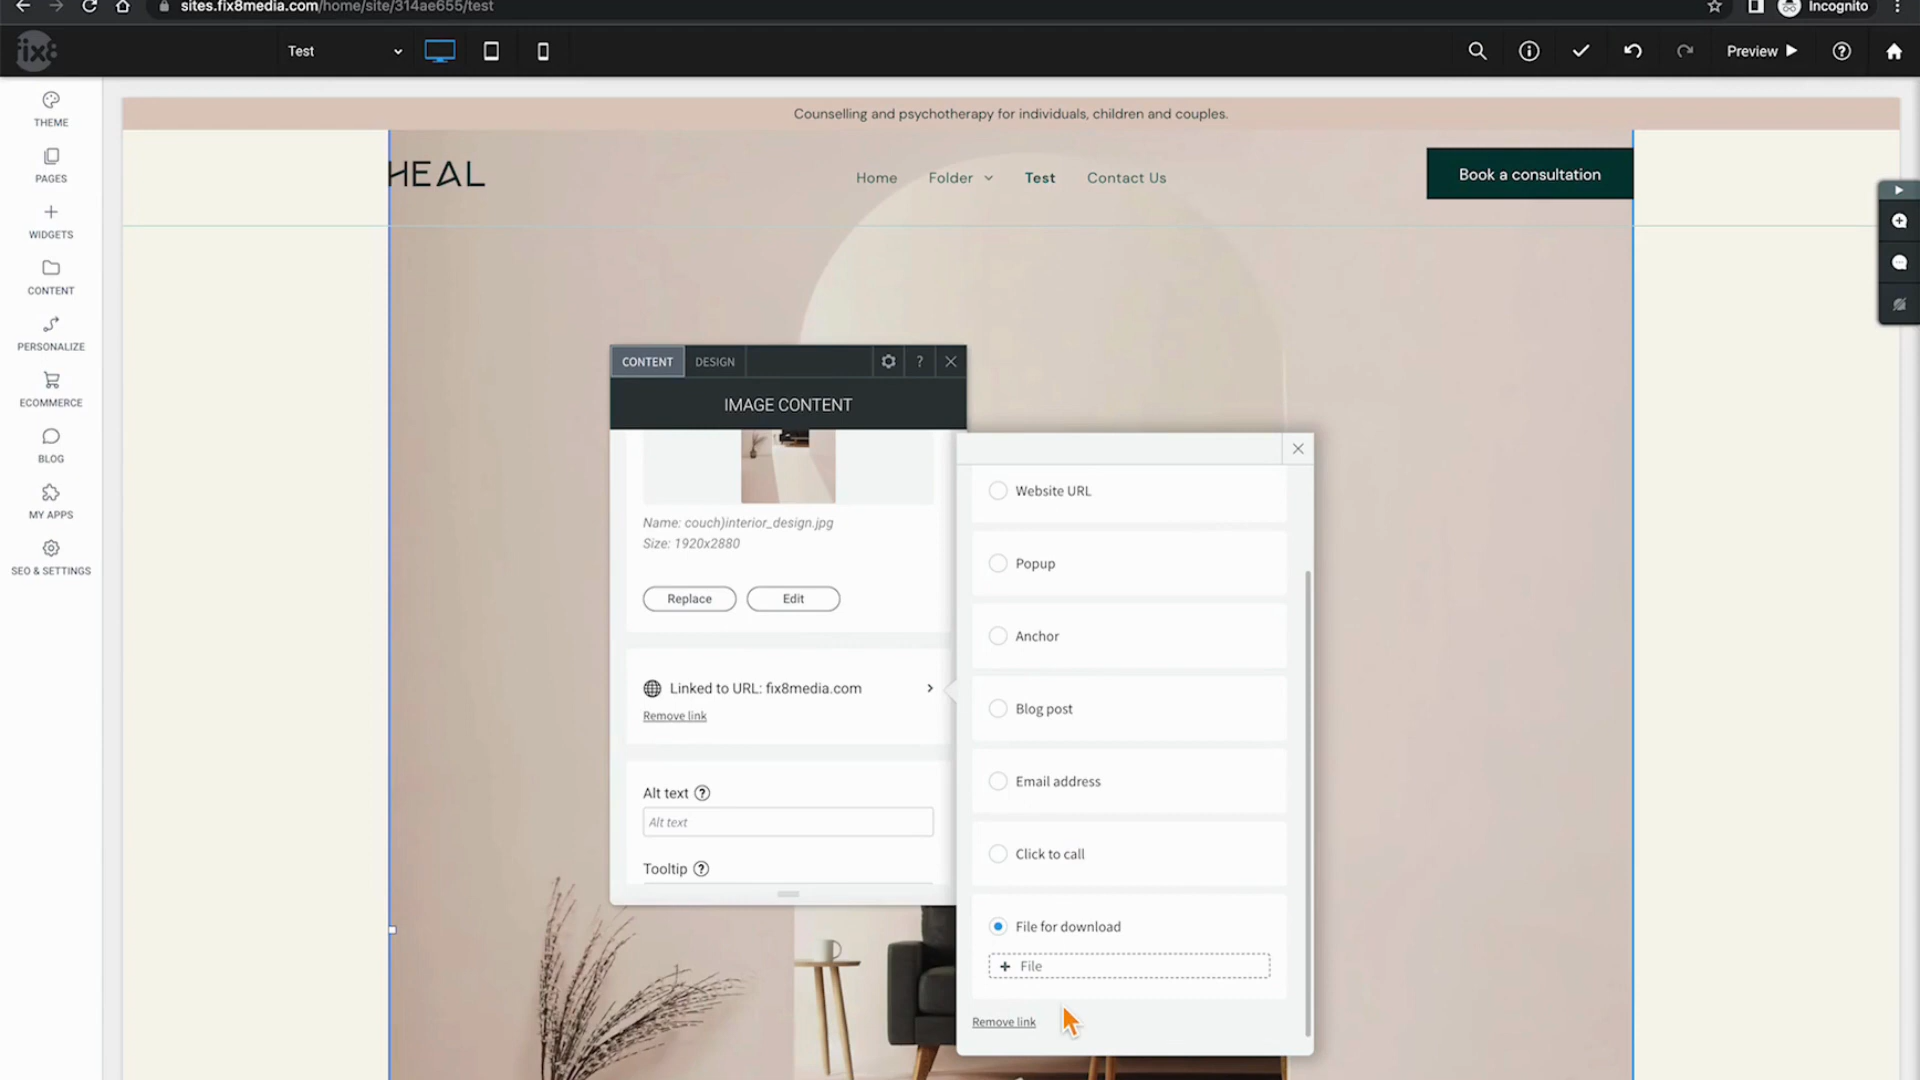 sites.fix8media.com/home/site/314ae655/test
Incognito
fix8
Test
Preview
THEME
PAGES
WIDGETS
CONTENT
PERSONALIZE
ECOMMERCE
BLOG
MY APPS
SEO & SETTINGS
Counselling and psychotherapy for individuals, children and couples.
HEAL
Home
Folder
Test
Contact Us
Book a consultation
CONTENT
DESIGN
?
IMAGE CONTENT
Name: couch)interior_design.jpg
Size: 1920x2880
Replace
Edit
Linked to URL: fix8media.com
Remove link
Alt text ?
Alt text
Tooltip ?
Website URL
Popup
Anchor
Blog post
Email address
Click to call
File for download
+ File
Remove link